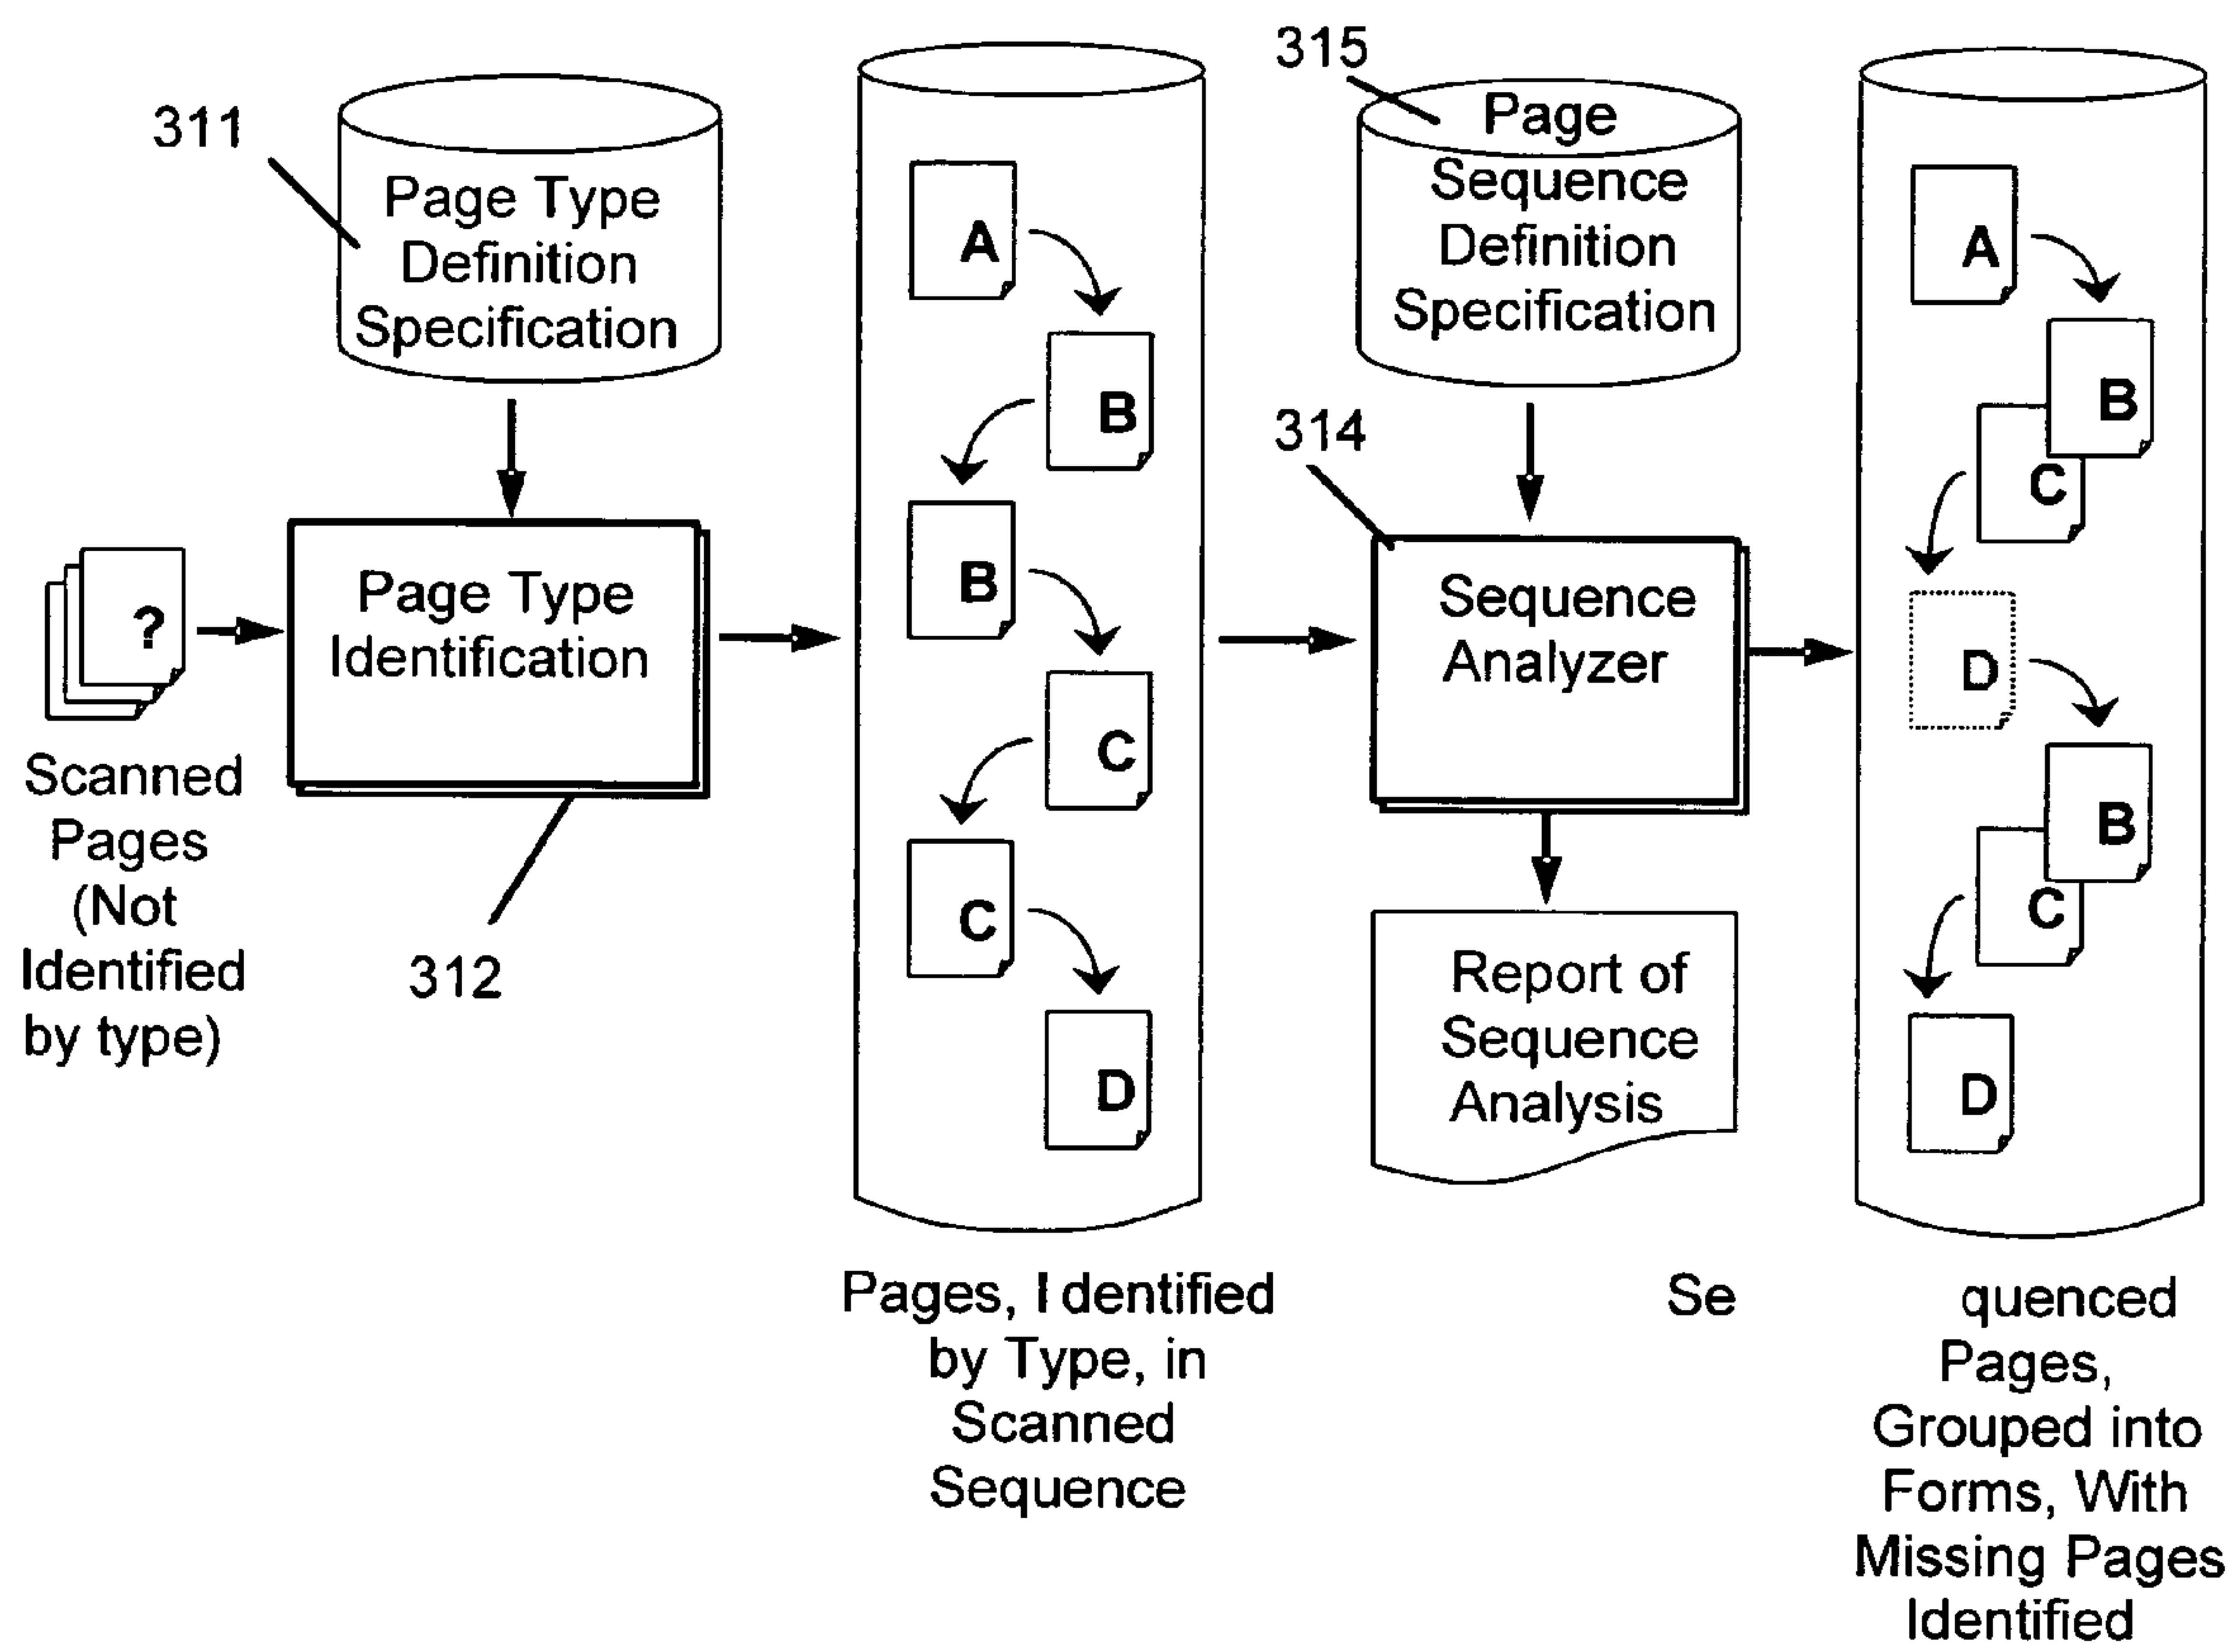 311
Page Type
Definition
Specification
?
Scanned
Pages
(Not
Identified
by type)
Page Type
Identification
312
A
B
B
C
C
D
Pages, Identified
by Type, in
Scanned
Sequence
315
Page
Sequence
Definition
Specification
314
Sequence
Analyzer
Report of
Sequence
Analysis
A
B
C
D
B
C
D
Se quenced
Pages,
Grouped into
Forms, With
Missing Pages
Identified